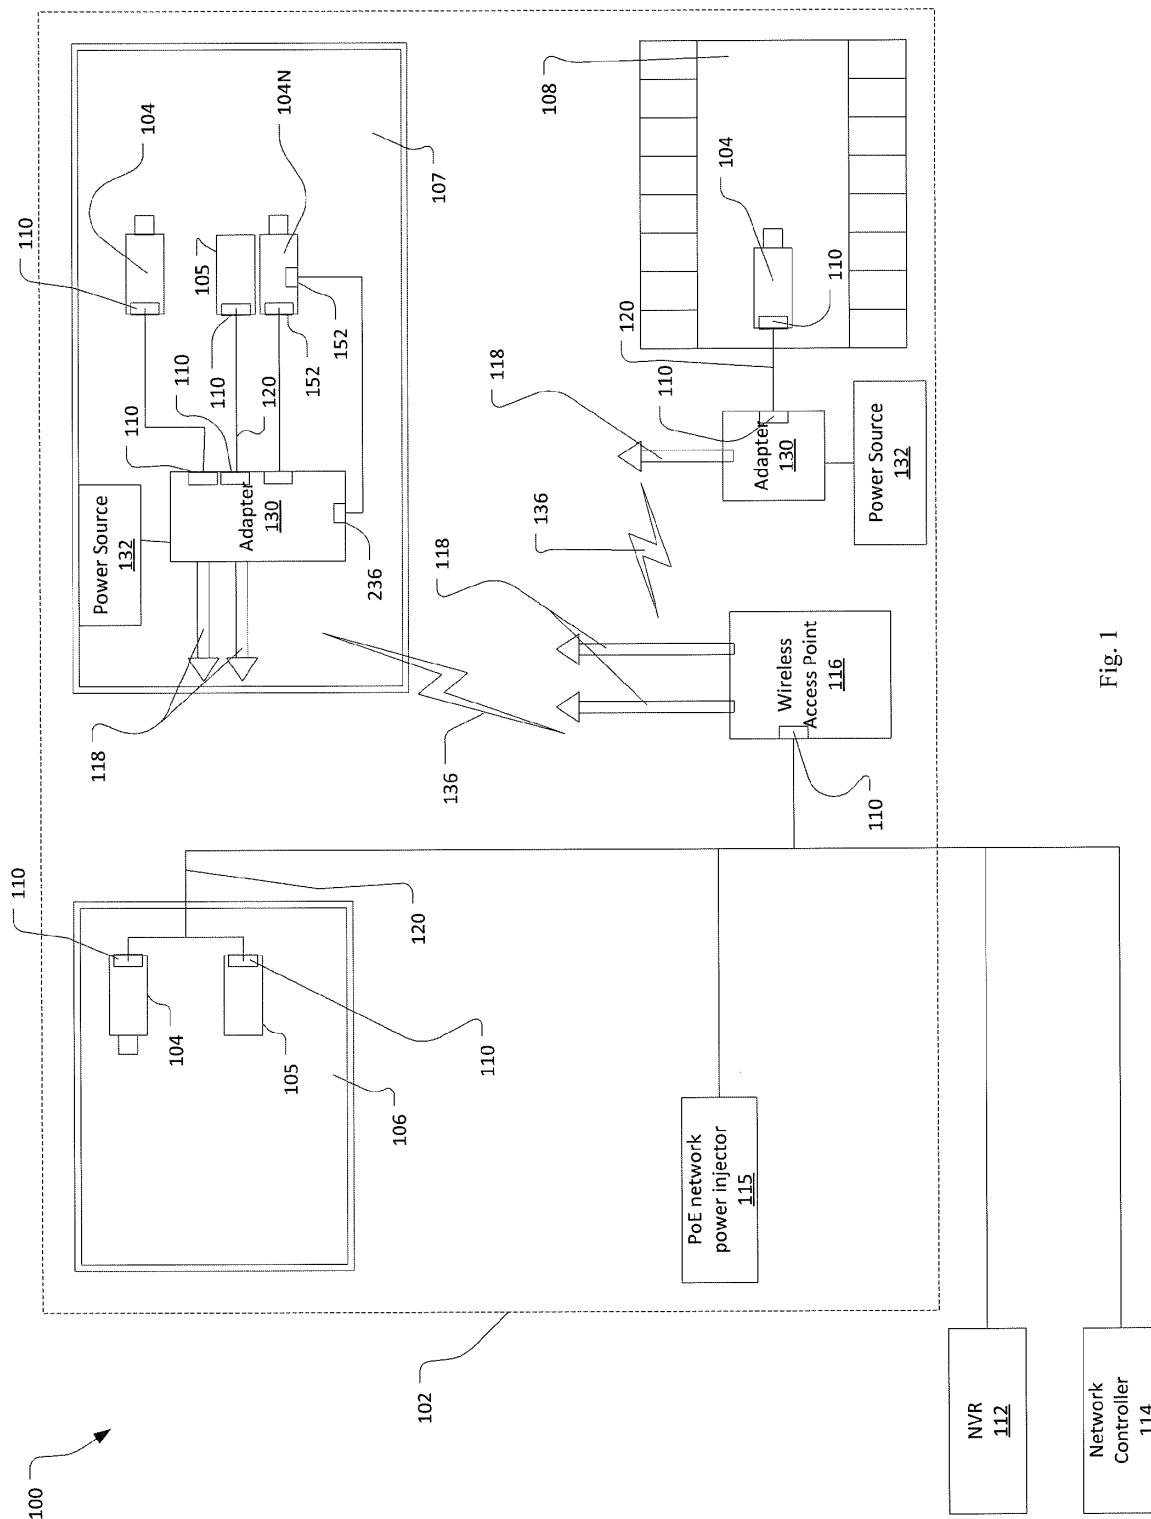 110
110
100
Power Source
132
104
110
104
110
105
110
Adapter
130
118
120
104N
105
152
152
236
106
102
120
107
118
136
110
118
136
108
120
110
PoE network
power injector
115
104
Wireless
Access Point
116
Adapter
130
110
110
Power Source
132
NVR
112
Network
Controller
114
Fig. 1